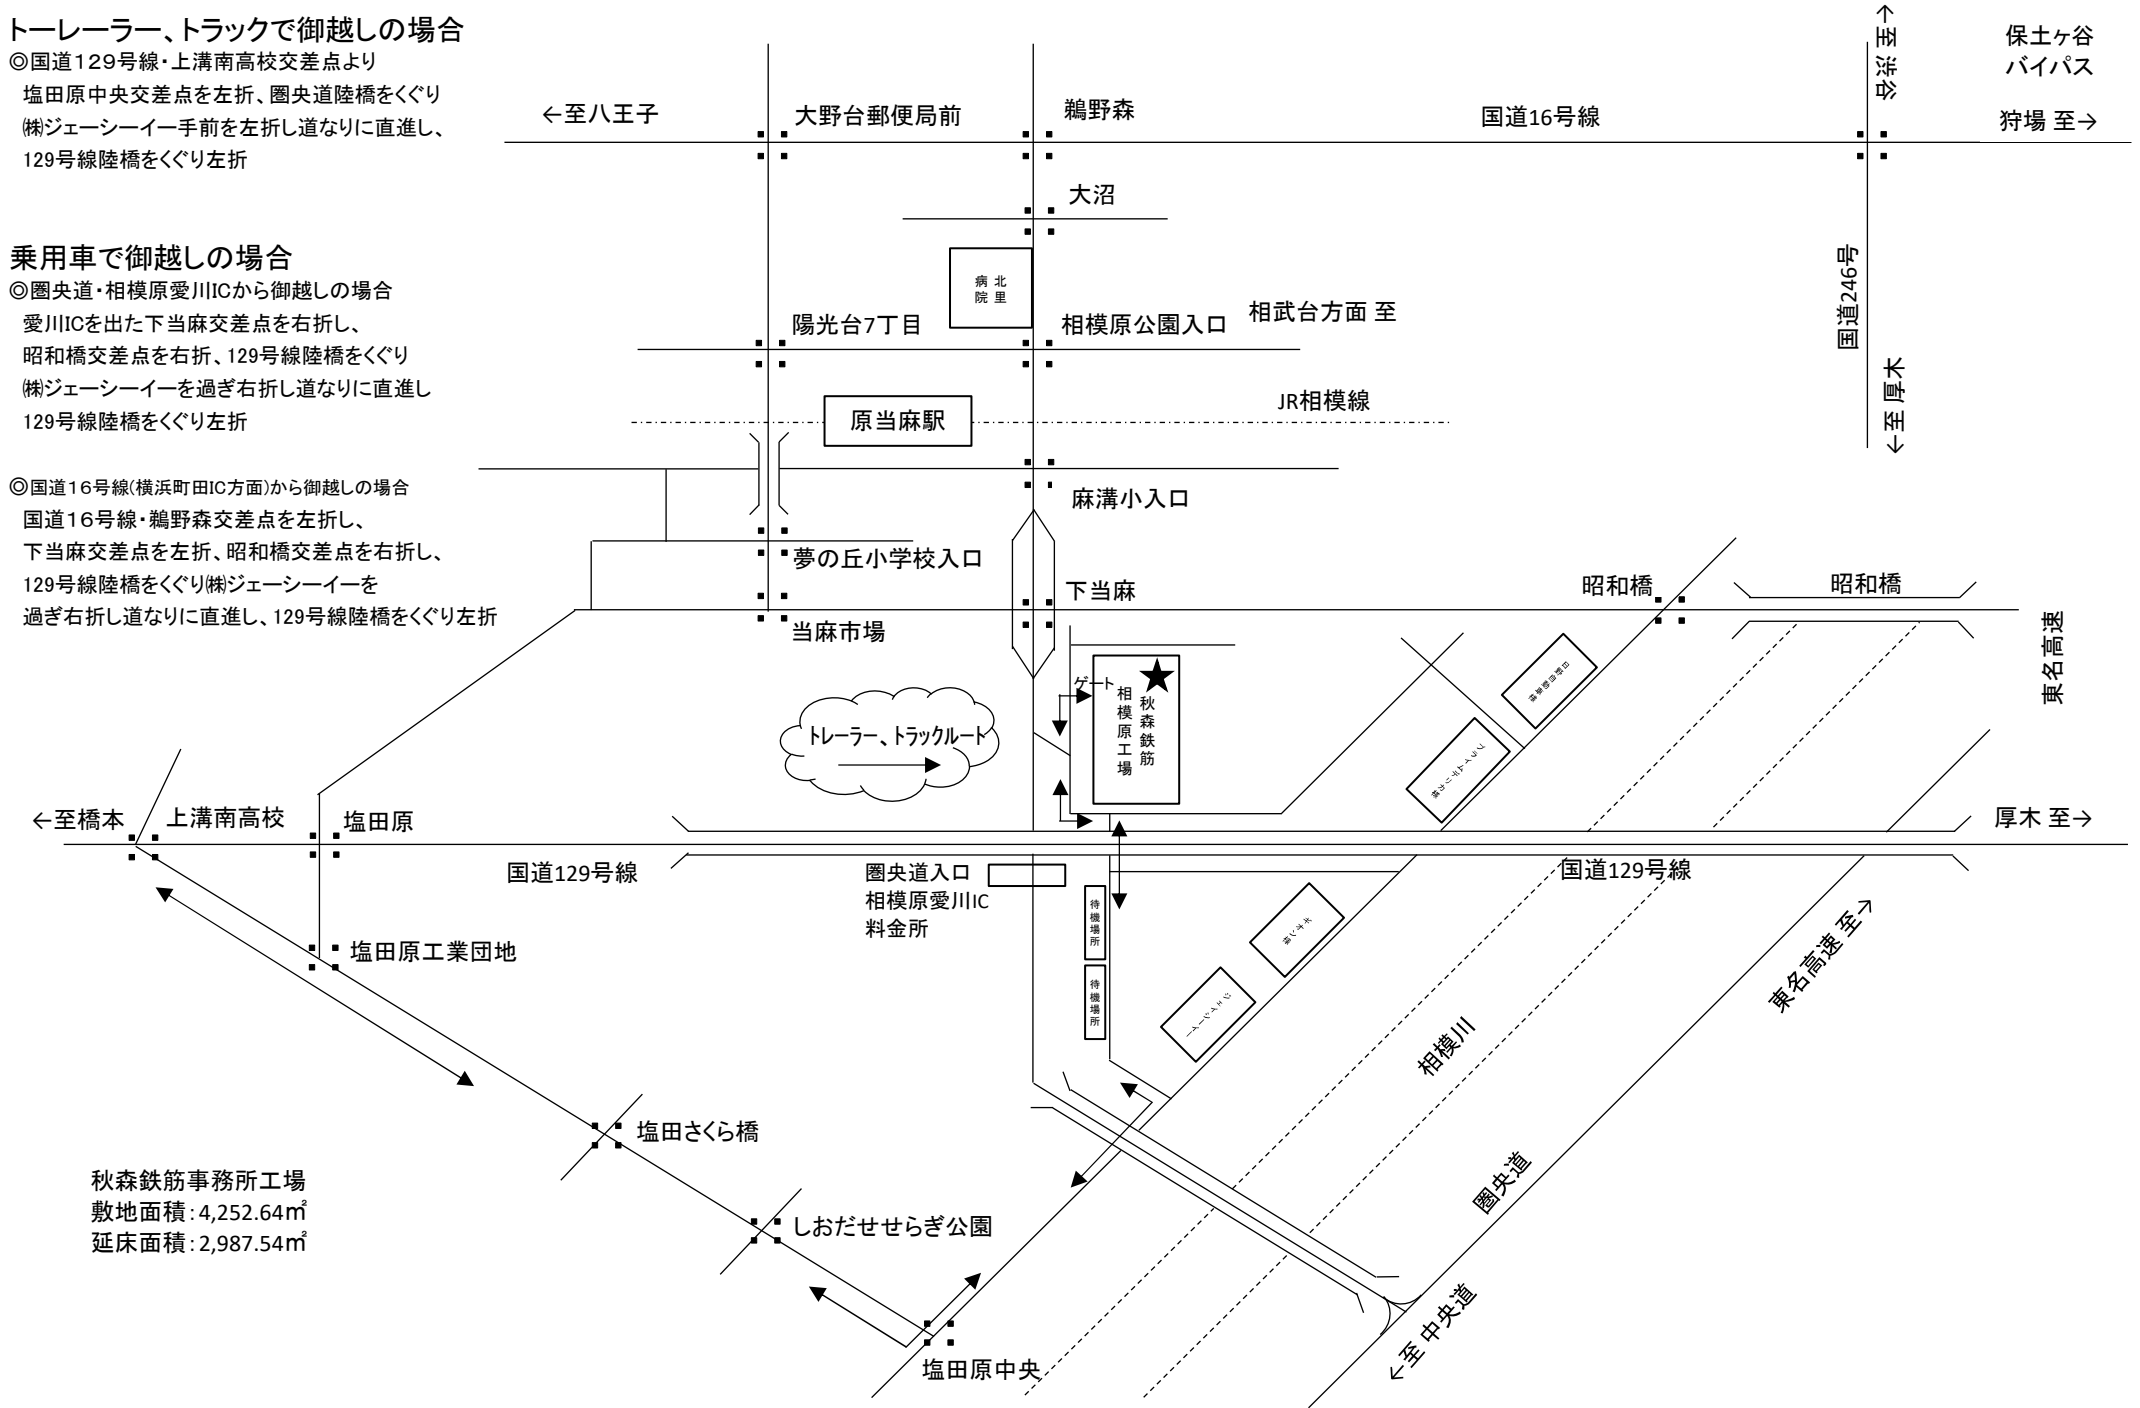 トーレーラー、トラックで御越しの場合
◎国道129号線・上溝南高校交差点より
塩田原中央交差点を左折、圏央道陸橋をくぐり
㈱ジェーシーイー手前を左折し道なりに直進し、
129号線陸橋をくぐり左折
乗用車で御越しの場合
◎圏央道・相模原愛川ICから御越しの場合
愛川ICを出た下当麻交差点を右折し、
昭和橋交差点を右折、129号線陸橋をくぐり
㈱ジェーシーイーを過ぎ右折し道なりに直進し
129号線陸橋をくぐり左折
◎国道16号線(横浜町田IC方面)から御越しの場合
国道16号線・鵜野森交差点を左折し、
下当麻交差点を左折、昭和橋交差点を右折し、
129号線陸橋をくぐり㈱ジェーシーイーを
過ぎ右折し道なりに直進し、129号線陸橋をくぐり左折
←至八王子
大野台郵便局前
鵜野森
国道16号線
←至 渋谷
保土ヶ谷
バイパス
狩場 至→
大沼
北里
病院
国道246号
陽光台7丁目
相模原公園入口
相武台方面 至
←至 厚木
原当麻駅
JR相模線
麻溝小入口
夢の丘小学校入口
下当麻
昭和橋
昭和橋
当麻市場
東名高速
ゲート
秋森鉄筋
相模原工場
日野自動車様
プライムデリカ様
トレーラー、トラックルート
←至橋本
上溝南高校
塩田原
厚木 至→
国道129号線
圏央道入口
相模原愛川IC
料金所
国道129号線
待機場所
待機場所
ギオン様
ジェイシーイー
塩田原工業団地
東名高速 至→
相模川
塩田さくら橋
圏央道
秋森鉄筋事務所工場
敷地面積：4,252.64㎡
延床面積：2,987.54㎡
しおだせせらぎ公園
←至 中央道
塩田原中央